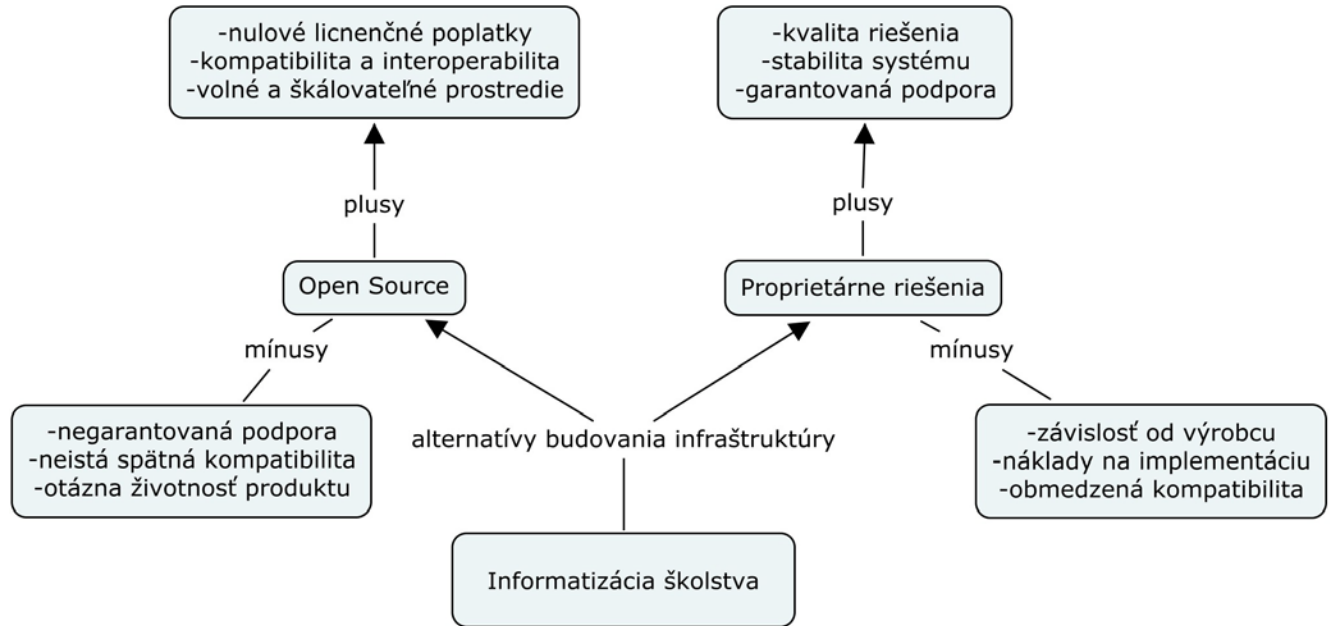 -nulové licnenčné poplatky
-kompatibilita a interoperabilita
-volné a škálovateľné prostredie
-kvalita riešenia
-stabilita systému
-garantovaná podpora
plusy
plusy
Open Source
Proprietárne riešenia
mínusy
mínusy
-negarantovaná podpora
-neistá spätná kompatibilita
-otázna životnosť produktu
alternatívy budovania infraštruktúry
-závislosť od výrobcu
-náklady na implementáciu
-obmedzená kompatibilita
Informatizácia školstva